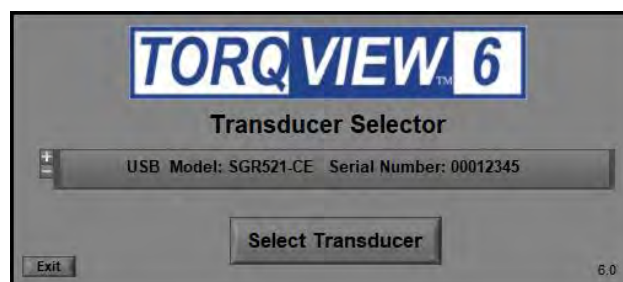 TORQVIEW™ 6
Transducer Selector
+
USB Model: SGR521-CE Serial Number: 00012345
-
Select Transducer
Exit
6.0